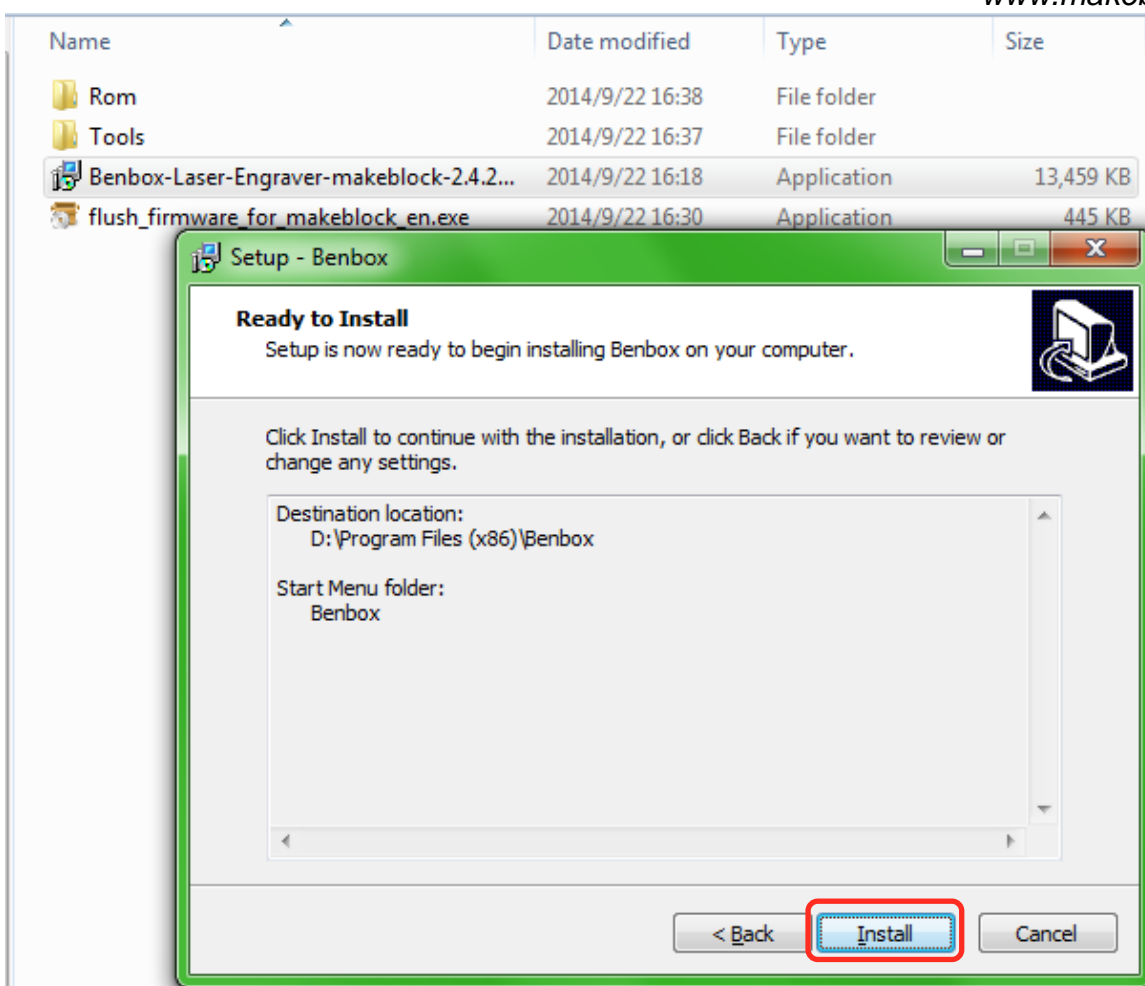 Name Date modified Type Size
Rom 2014/9/22 16:38 File folder
Tools 2014/9/22 16:37 File folder
Benbox-Laser-Engraver-makeblock-2.4.2... 2014/9/22 16:18 Application 13,459 KB
flush_firmware_for_makeblock_en.exe 2014/9/22 16:30 Application 445 KB
Setup - Benbox
Ready to Install
Setup is now ready to begin installing Benbox on your computer.
Click Install to continue with the installation, or click Back if you want to review or
change any settings.
Destination location:
D:\Program Files (x86)\Benbox
Start Menu folder:
Benbox
< Back Install Cancel